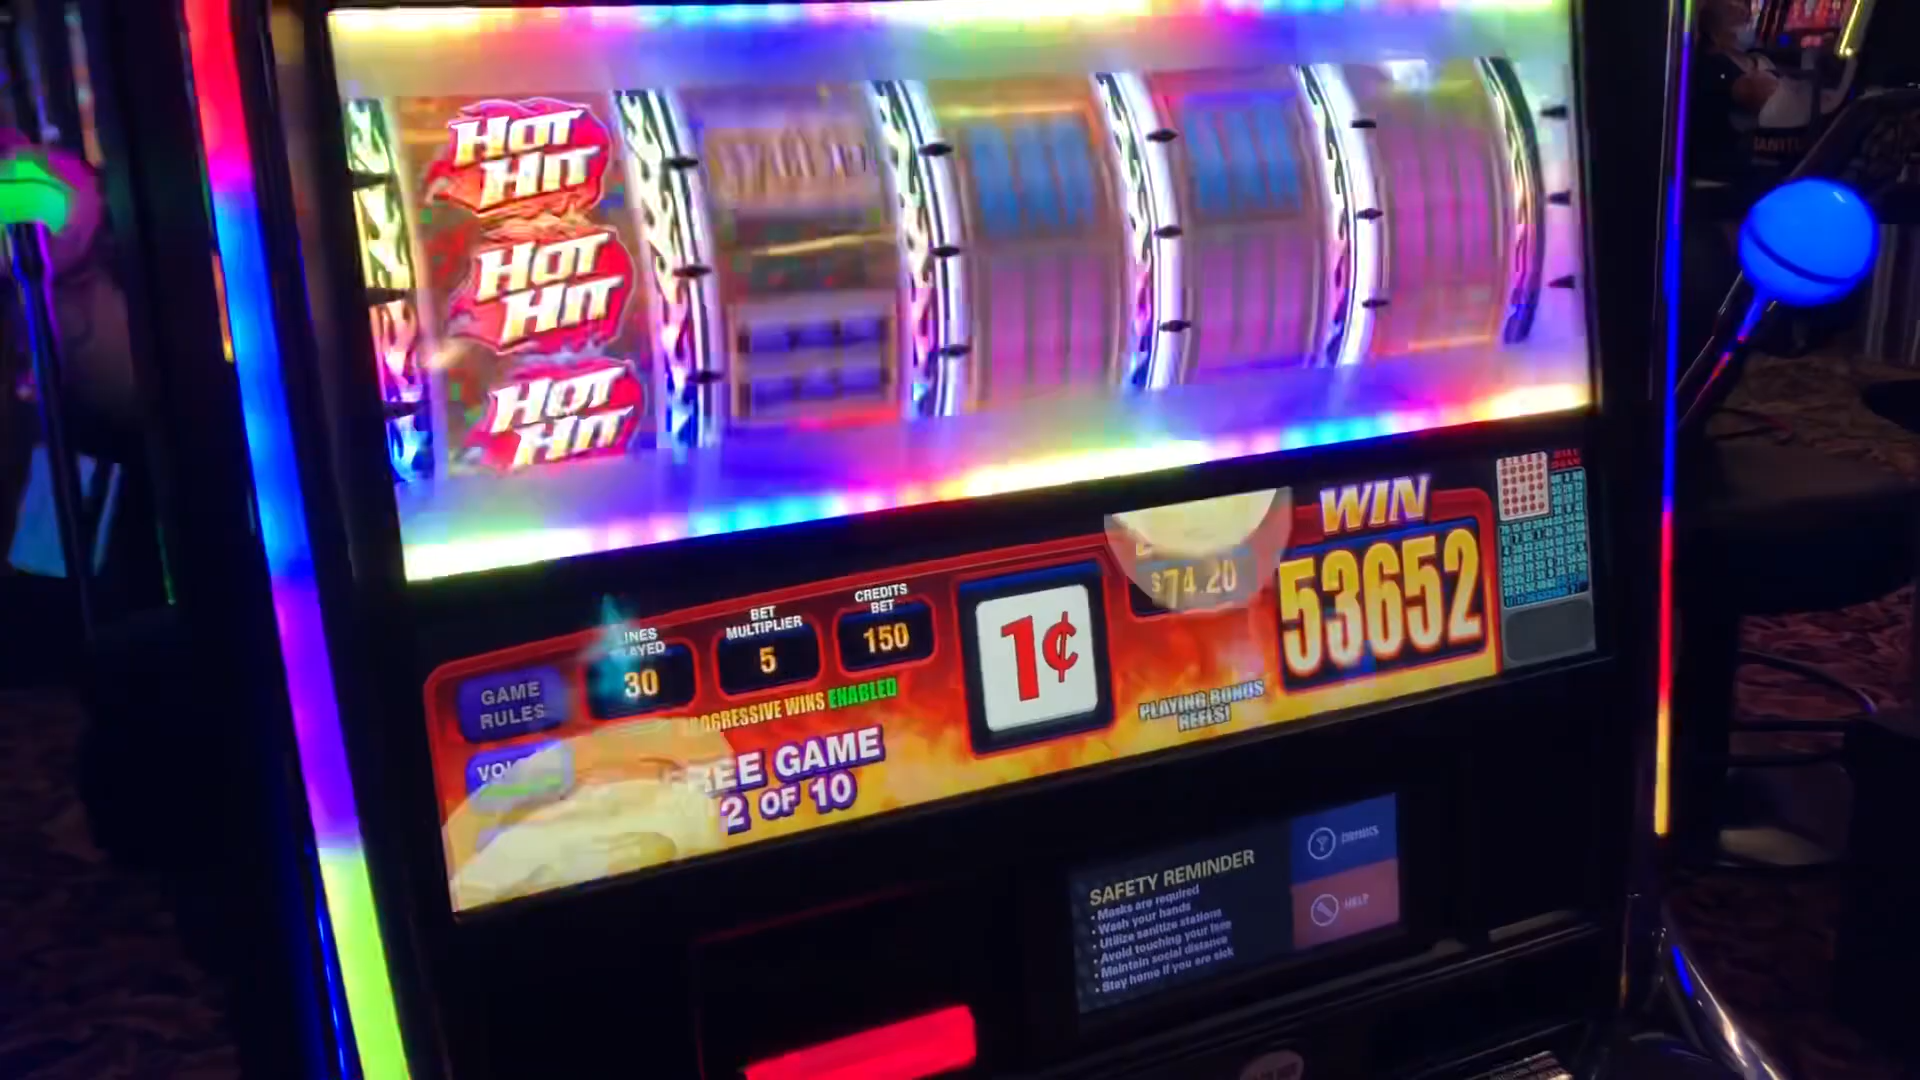 HOT
HIT
HOT
HIT
HOT
HIT
WIN
53652
$74.20
LINES
PLAYED
30
BET
MULTIPLIER
5
CREDITS
BET
150
1¢
GAME
RULES
PROGRESSIVE WINS ENABLED
PLAYING BONUS
REELS!
FREE GAME
2 OF 10
SAFETY REMINDER
• Masks are required
• Wash your hands
• Utilize sanitize stations
• Avoid touching your face
• Maintain social distance
• Stay home if you are sick
DRINKS
HELP